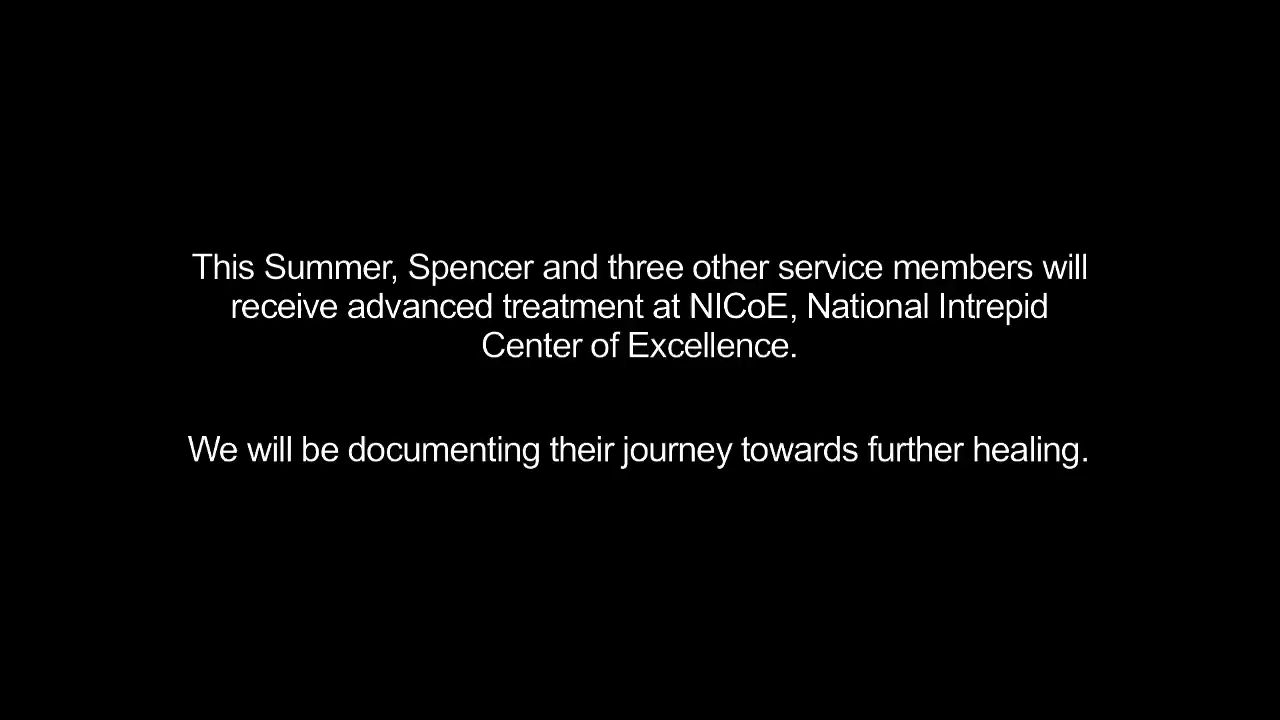 This Summer, Spencer and three other service members will
receive advanced treatment at NICoE, National Intrepid
Center of Excellence.
We will be documenting their journey towards further healing.